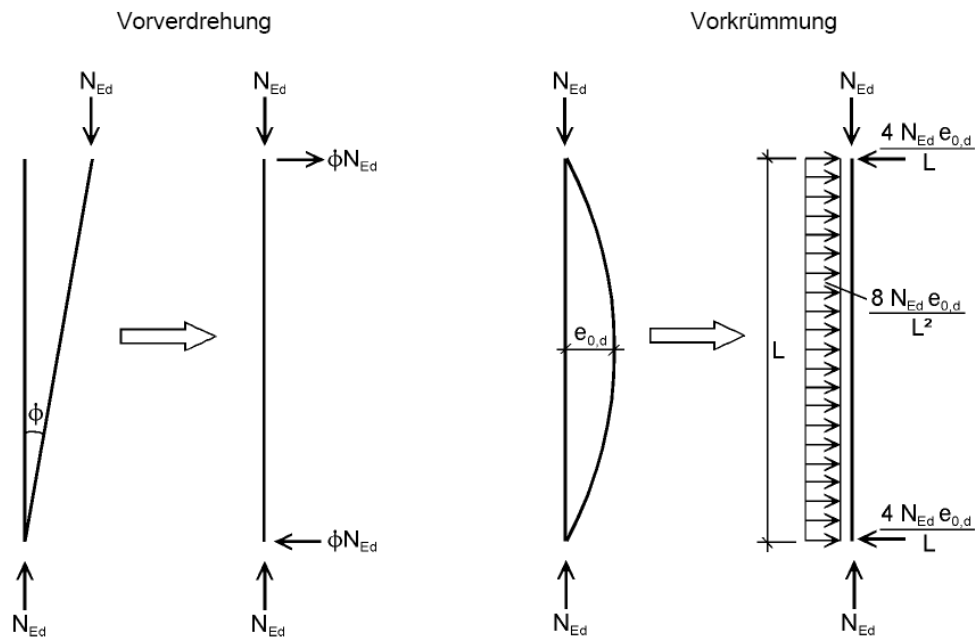 Vorverdrehung
Vorkrümmung
N_Ed
N_Ed
N_Ed
N_Ed
ϕN_Ed
4 N_Ed e_0,d
L
8 N_Ed e_0,d
L²
e_0,d
L
ϕ
ϕN_Ed
4 N_Ed e_0,d
L
N_Ed
N_Ed
N_Ed
N_Ed